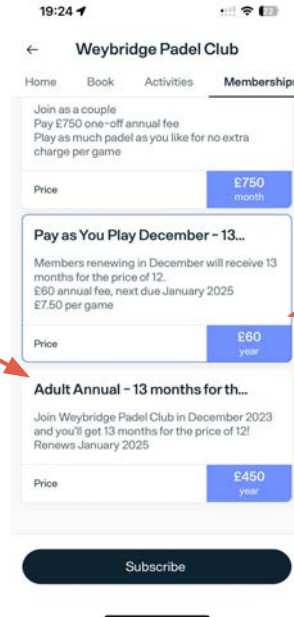 19:24
72
Weybridge Padel Club
Home Book Activities Memberships
Join as a couple
Pay £750 one-off annual fee
Play as much padel as you like for no extra
charge per game
Price
£750
month
Pay as You Play December - 13...
Members renewing in December will receive 13
months for the price of 12.
£60 annual fee, next due January 2025
£7.50 per game
Price
£60
year
Adult Annual - 13 months for th...
Join Weybridge Padel Club in December 2023
and you'll get 13 months for the price of 12!
Renews January 2025
Price
£450
year
Subscribe